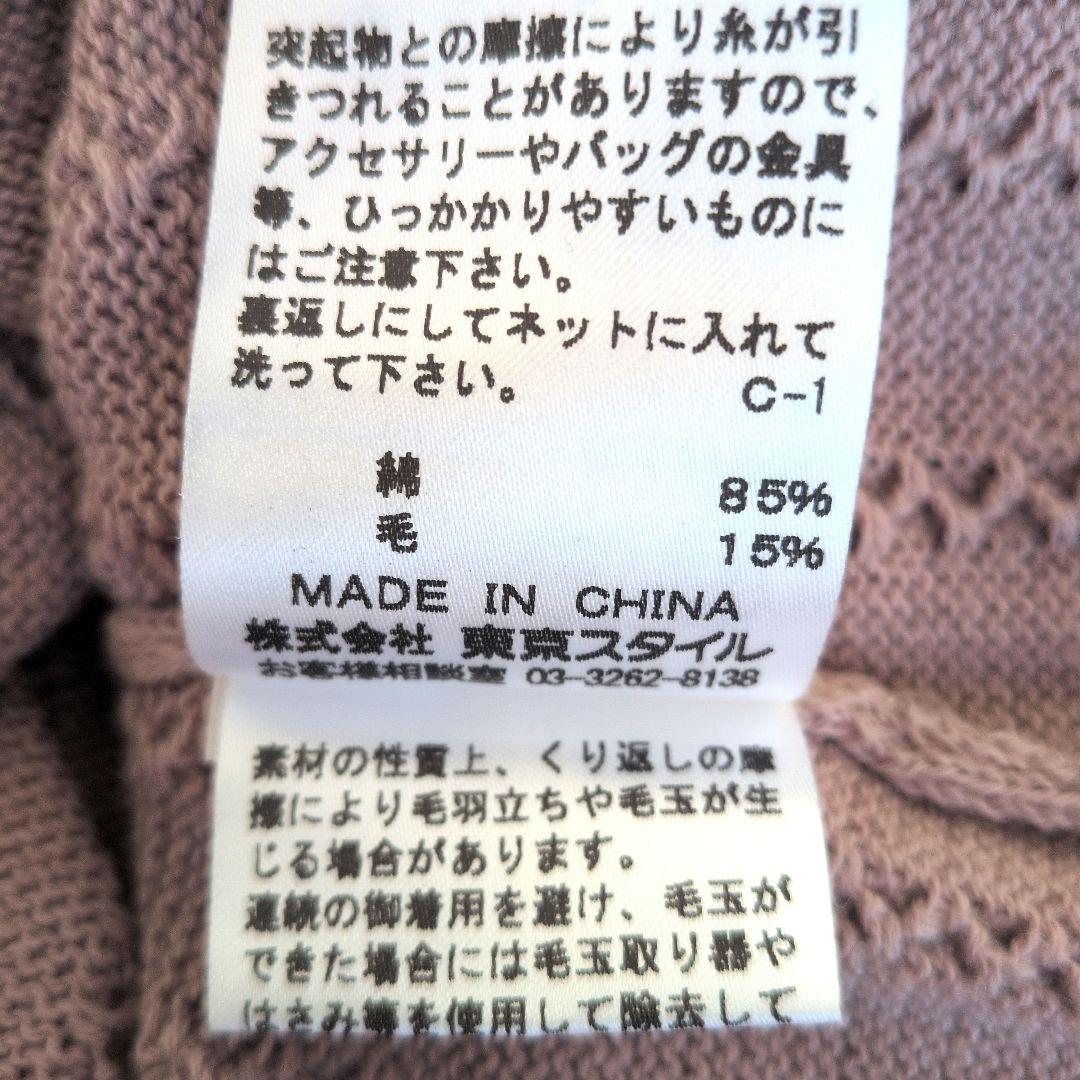 突起物との摩擦により糸が引
きつれることがありますので、
アクセサリーやバッグの金具
等、ひっかかりやすいものに
はご注意下さい。
裏返しにしてネットに入れて
洗って下さい。
C-1
綿 85%
毛 15%
MADE IN CHINA
株式会社 東京スタイル
お客様相談室 03-3262-8138
素材の性質上、くり返しの摩
擦により毛羽立ちや毛玉が生
じる場合があります。
連続の御着用を避け、毛玉が
できた場合には毛玉取り器や
はさみ等を使用して除去して